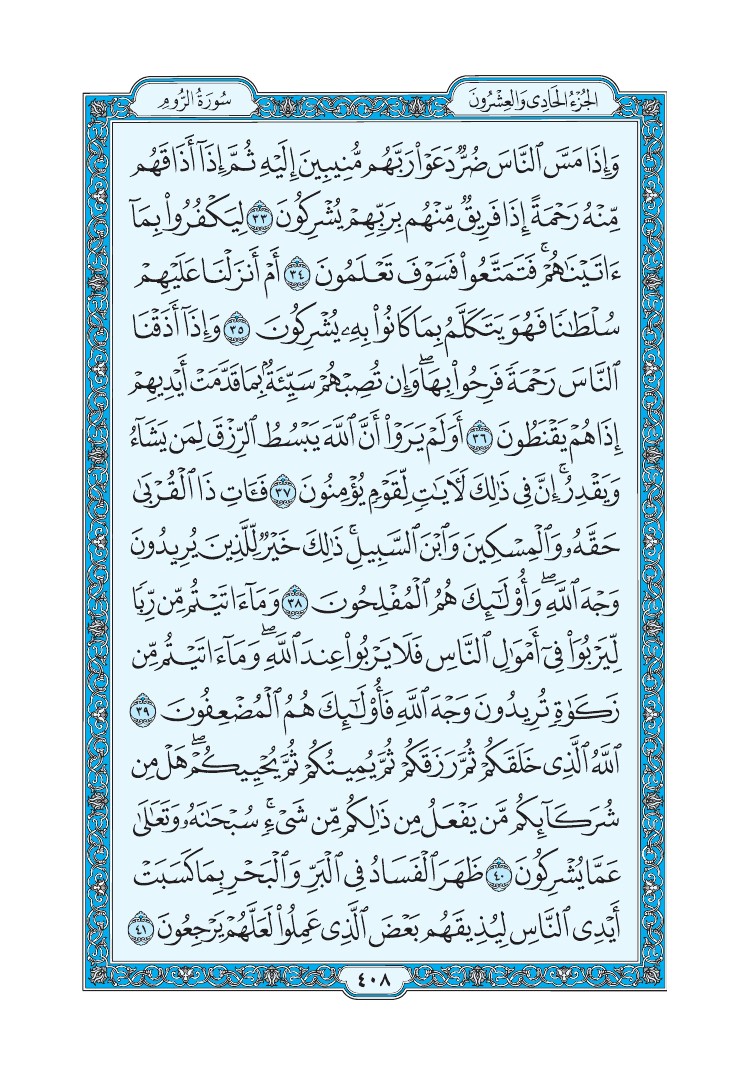 الجُزْءُ الحَادِي وَالعِشْرُونَ
سُورَةُ الرُّومِ
وَإِذَا مَسَّ ٱلنَّاسَ ضُرٌّ دَعَوْا۟ رَبَّهُم مُّنِيبِينَ إِلَيْهِ ثُمَّ إِذَآ أَذَاقَهُم
مِّنْهُ رَحْمَةً إِذَا فَرِيقٌ مِّنْهُم بِرَبِّهِمْ يُشْرِكُونَ ٣٣ لِيَكْفُرُوا۟ بِمَآ
ءَاتَيْنَـٰهُمْ ۚ فَتَمَتَّعُوا۟ فَسَوْفَ تَعْلَمُونَ ٣٤ أَمْ أَنزَلْنَا عَلَيْهِمْ
سُلْطَـٰنًا فَهُوَ يَتَكَلَّمُ بِمَا كَانُوا۟ بِهِۦ يُشْرِكُونَ ٣٥ وَإِذَآ أَذَقْنَا
ٱلنَّاسَ رَحْمَةً فَرِحُوا۟ بِهَا ۖ وَإِن تُصِبْهُمْ سَيِّئَةٌۢ بِمَا قَدَّمَتْ أَيْدِيهِمْ
إِذَا هُمْ يَقْنَطُونَ ٣٦ أَوَلَمْ يَرَوْا۟ أَنَّ ٱللَّهَ يَبْسُطُ ٱلرِّزْقَ لِمَن يَشَآءُ
وَيَقْدِرُ ۚ إِنَّ فِى ذَٰلِكَ لَـَٔايَـٰتٍ لِّقَوْمٍ يُؤْمِنُونَ ٣٧ فَـَٔاتِ ذَا ٱلْقُرْبَىٰ
حَقَّهُۥ وَٱلْمِسْكِينَ وَٱبْنَ ٱلسَّبِيلِ ۚ ذَٰلِكَ خَيْرٌ لِّلَّذِينَ يُرِيدُونَ
وَجْهَ ٱللَّهِ ۖ وَأُو۟لَـٰٓئِكَ هُمُ ٱلْمُفْلِحُونَ ٣٨ وَمَآ ءَاتَيْتُم مِّن رِّبًا
لِّيَرْبُوَا۟ فِىٓ أَمْوَٰلِ ٱلنَّاسِ فَلَا يَرْبُوا۟ عِندَ ٱللَّهِ ۖ وَمَآ ءَاتَيْتُم مِّن
زَكَوٰةٍ تُرِيدُونَ وَجْهَ ٱللَّهِ فَأُو۟لَـٰٓئِكَ هُمُ ٱلْمُضْعِفُونَ ٣٩
ٱللَّهُ ٱلَّذِى خَلَقَكُمْ ثُمَّ رَزَقَكُمْ ثُمَّ يُمِيتُكُمْ ثُمَّ يُحْيِيكُمْ ۖ هَلْ مِن
شُرَكَآئِكُم مَّن يَفْعَلُ مِن ذَٰلِكُم مِّن شَىْءٍ ۚ سُبْحَـٰنَهُۥ وَتَعَـٰلَىٰ
عَمَّا يُشْرِكُونَ ٤٠ ظَهَرَ ٱلْفَسَادُ فِى ٱلْبَرِّ وَٱلْبَحْرِ بِمَا كَسَبَتْ
أَيْدِى ٱلنَّاسِ لِيُذِيقَهُم بَعْضَ ٱلَّذِى عَمِلُوا۟ لَعَلَّهُمْ يَرْجِعُونَ ٤١
٤٠٨